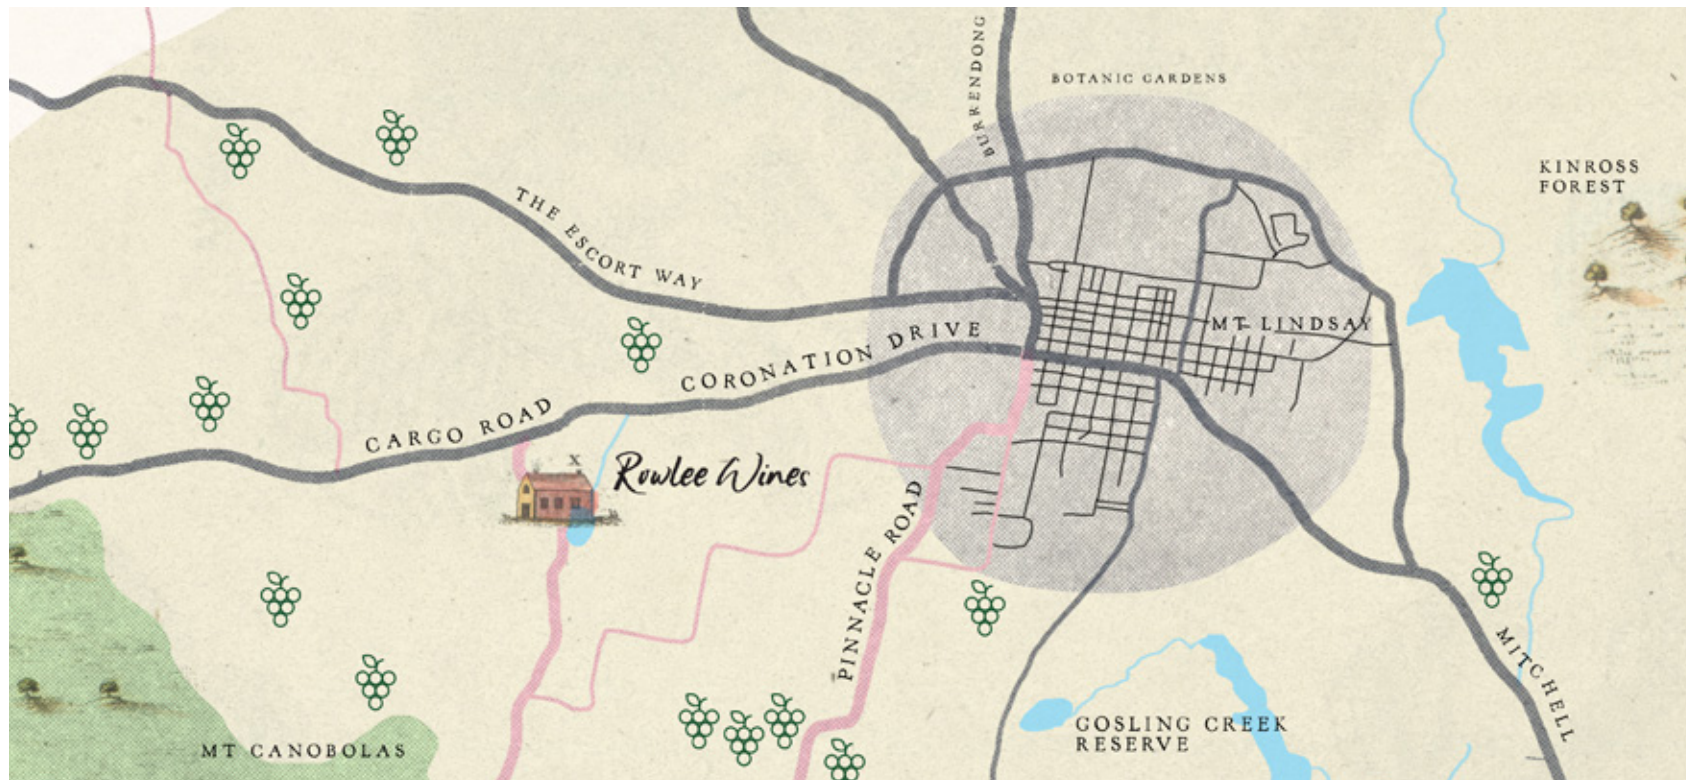 BURRENDONG
BOTANIC GARDENS
KINROSS
FOREST
THE ESCORT WAY
MT LINDSAY
CORONATION DRIVE
CARGO ROAD
X
Rowlee Wines
PINNACLE ROAD
MITCHELL
GOSLING CREEK
RESERVE
MT CANOBOLAS